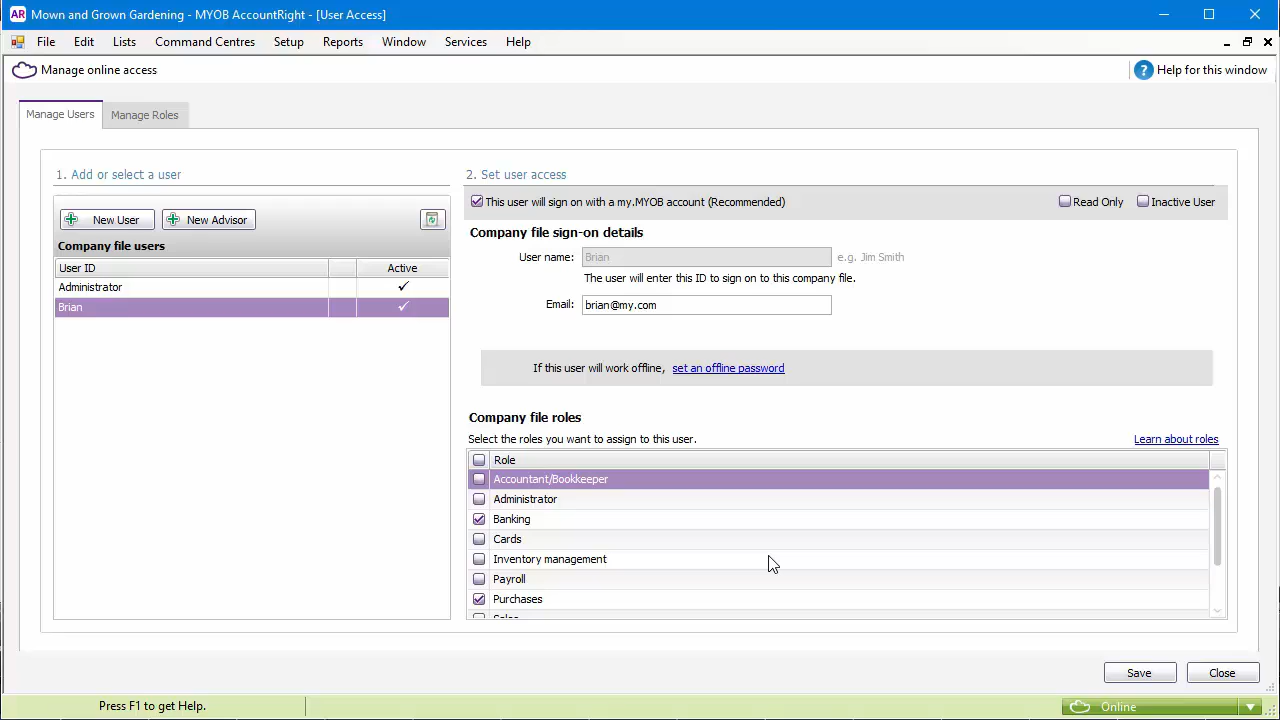 AR Mown and Grown Gardening - MYOB AccountRight - [User Access]
File Edit Lists Command Centres Setup Reports Window Services Help
Manage online access
? Help for this window
Manage Users Manage Roles
1. Add or select a user
2. Set user access
New User New Advisor
This user will sign on with a my.MYOB account (Recommended) Read Only Inactive User
Company file users
User ID Active
Administrator
Brian
Company file sign-on details
User name: Brian e.g. Jim Smith
The user will enter this ID to sign on to this company file.
Email: brian@my.com
If this user will work offline, set an offline password
Company file roles
Select the roles you want to assign to this user. Learn about roles
Role
Accountant/Bookkeeper
Administrator
Banking
Cards
Inventory management
Payroll
Purchases
Sales
Save Close
Press F1 to get Help. Online